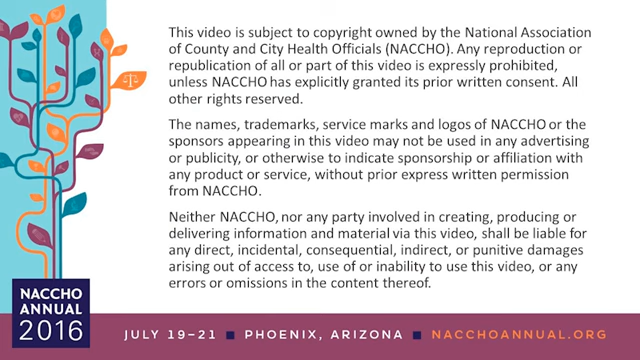 This video is subject to copyright owned by the National Association
of County and City Health Officials (NACCHO). Any reproduction or
republication of all or part of this video is expressly prohibited,
unless NACCHO has explicitly granted its prior written consent. All
other rights reserved.
The names, trademarks, service marks and logos of NACCHO or the
sponsors appearing in this video may not be used in any advertising
or publicity, or otherwise to indicate sponsorship or affiliation with
any product or service, without prior express written permission
from NACCHO.
Neither NACCHO, nor any party involved in creating, producing or
delivering information and material via this video, shall be liable for
any direct, incidental, consequential, indirect, or punitive damages
arising out of access to, use of or inability to use this video, or any
errors or omissions in the content thereof.
NACCHO
ANNUAL
2016
JULY 19–21 ■ PHOENIX, ARIZONA ■ NACCHOANNUAL.ORG